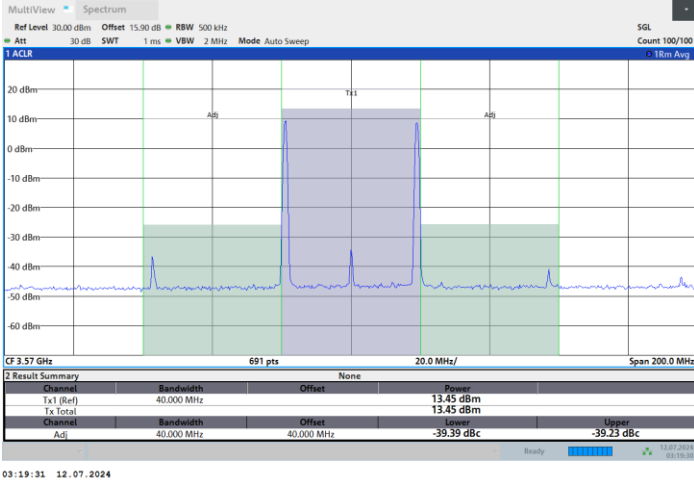 MultiView Spectrum
Ref Level 30.00 dBm Offset 15.90 dB RBW 500 kHz SGL
Att 30 dB SWT 1 ms VBW 2 MHz Mode Auto Sweep Count 100/100
1 ACLR 1Rm Avg
20 dBm
Tx1
10 dBm Adj Adj
0 dBm
-10 dBm
-20 dBm
-30 dBm
-40 dBm
-50 dBm
-60 dBm
CF 3.57 GHz 691 pts 20.0 MHz/ Span 200.0 MHz
2 Result Summary None
Channel Bandwidth Offset Power
Tx1 (Ref) 40.000 MHz 13.45 dBm
Tx Total 13.45 dBm
Channel Bandwidth Offset Lower Upper
Adj 40.000 MHz 40.000 MHz -39.39 dBc -39.23 dBc
Ready 12.07.2024
03:19:30
03:19:31 12.07.2024